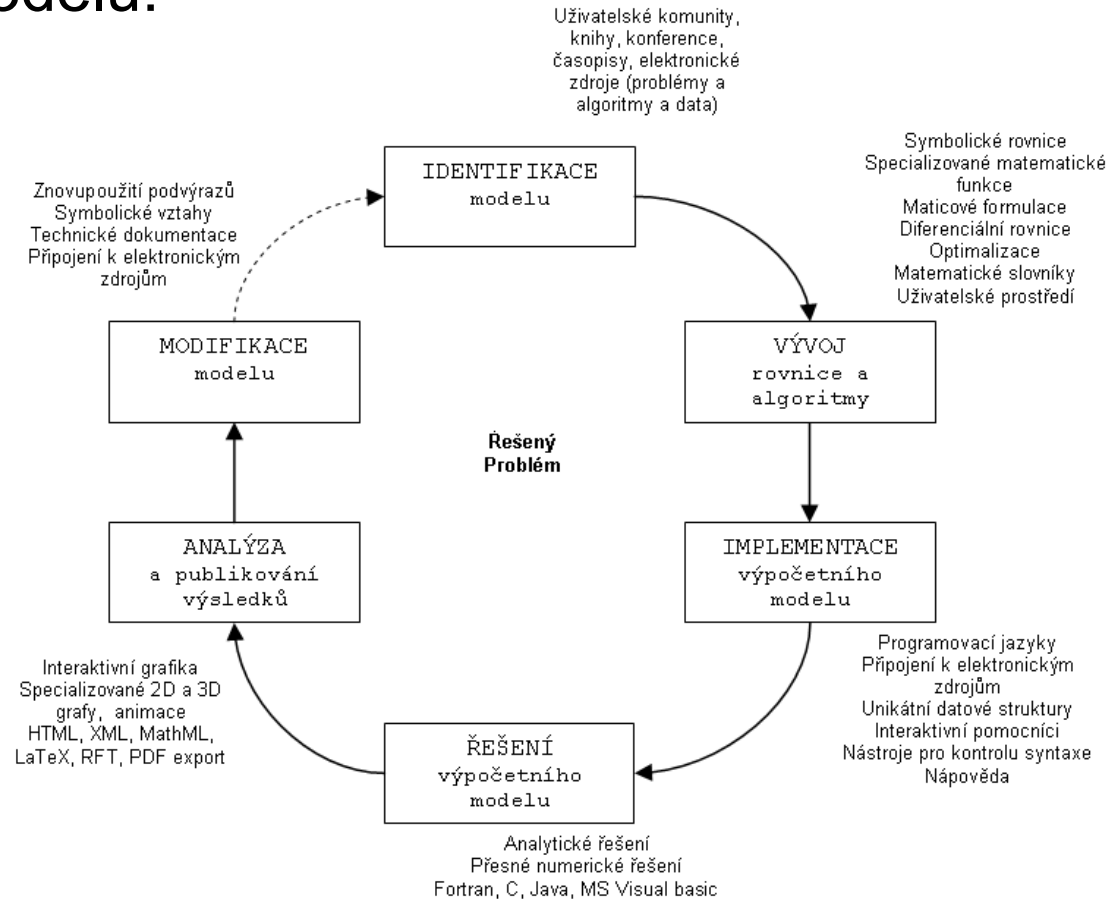 odelu.
Uživatelské komunity,
knihy, konference,
časopisy, elektronické
zdroje (problémy a
algoritmy a data)
IDENTIFIKACE
modelu
Symbolické rovnice
Specializované matematické
funkce
Maticové formulace
Diferenciální rovnice
Optimalizace
Matematické slovníky
Uživatelské prostředí
Znovupoužití podvýrazů
Symbolické vztahy
Technické dokumentace
Připojení k elektronickým
zdrojům
MODIFIKACE
modelu
VÝVOJ
rovnice a
algoritmy
Řešený
Problém
ANALÝZA
a publikování
výsledků
IMPLEMENTACE
výpočetního
modelu
Interaktivní grafika
Specializované 2D a 3D
grafy, animace
HTML, XML, MathML,
LaTeX, RFT, PDF export
Programovací jazyky
Připojení k elektronickým
zdrojům
Unikátní datové struktury
Interaktivní pomocníci
Nástroje pro kontrolu syntaxe
Nápověda
ŘEŠENÍ
výpočetního
modelu
Analytické řešení
Přesné numerické řešení
Fortran, C, Java, MS Visual basic